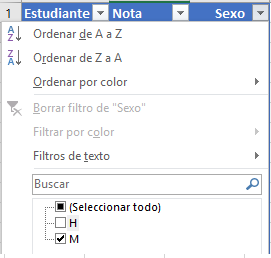 1 Estudiante Nota Sexo
Ordenar de A a Z
Ordenar de Z a A
Ordenar por color
Borrar filtro de "Sexo"
Filtrar por color
Filtros de texto
Buscar
(Seleccionar todo)
H
M